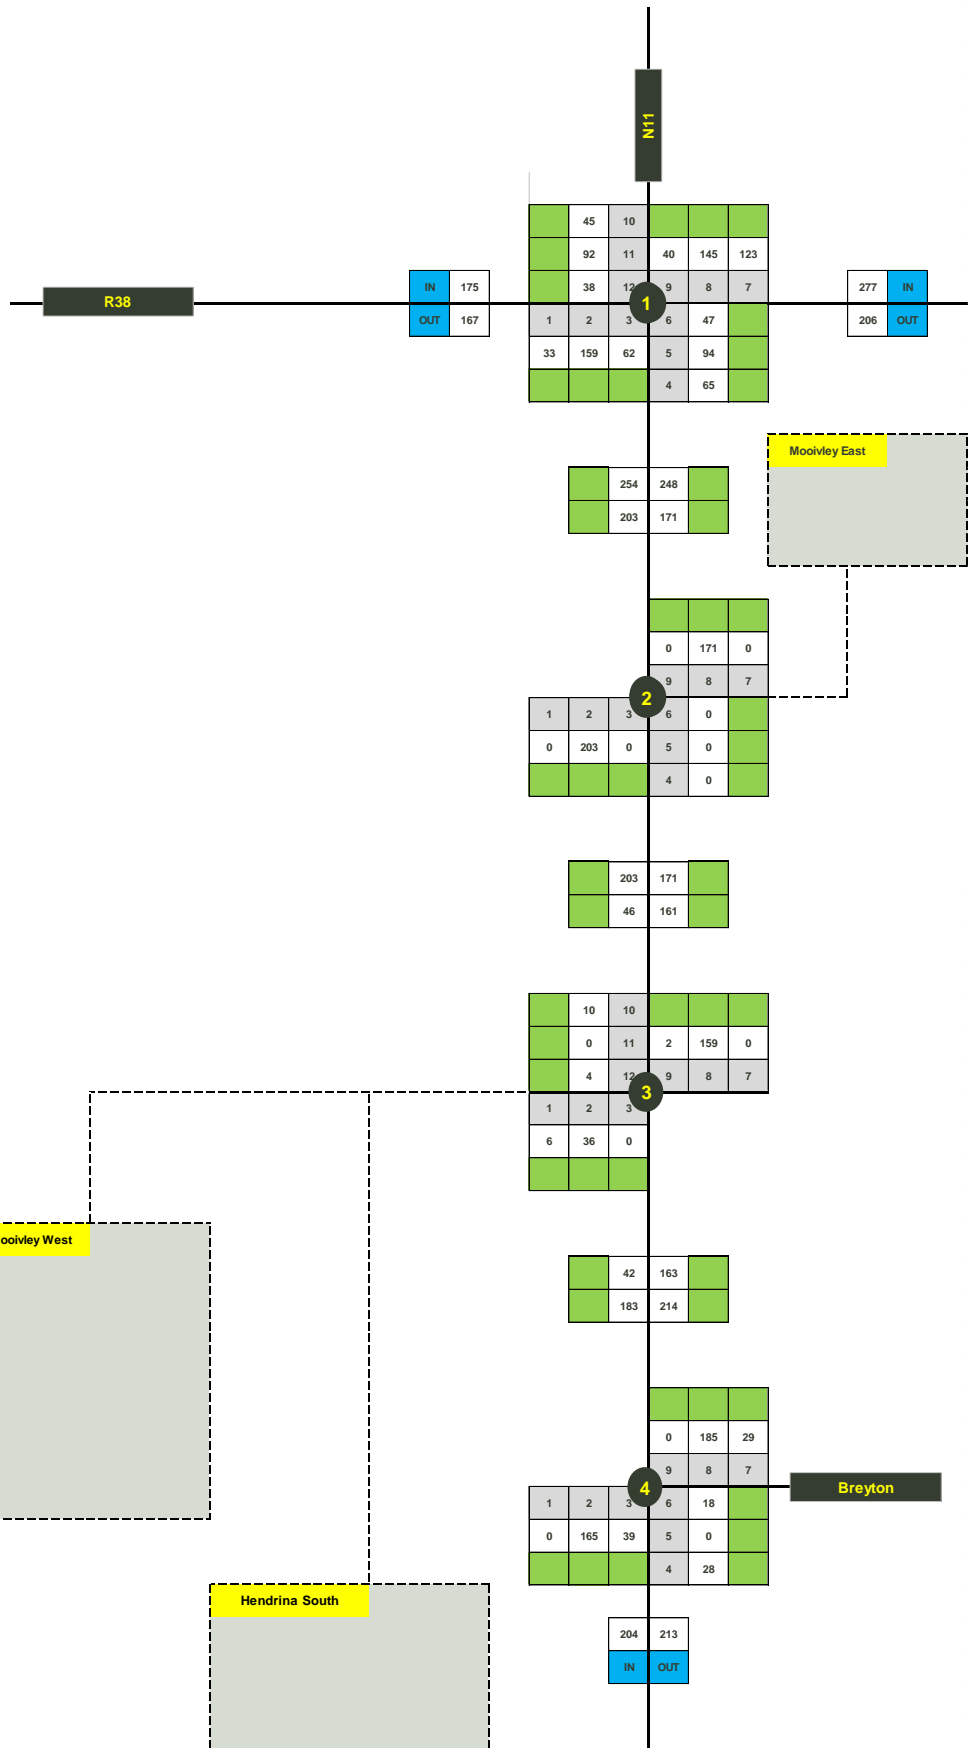 N11
45 10
92 11 40 145 123
IN 175 38 12 9 8 7 277 IN
R38
1
OUT 167 1 2 3 6 47 206 OUT
33 159 62 5 94
4 65
Mooivley East
254 248
203 171
0 171 0
9 8 7
2
1 2 3 6 0
0 203 0 5 0
4 0
203 171
46 161
10 10
0 11 2 159 0
4 12 9 8 7
3
1 2 3
6 36 0
ooivley West
42 163
183 214
0 185 29
9 8 7
4 Breyton
1 2 3 6 18
0 165 39 5 0
4 28
Hendrina South
204 213
IN OUT